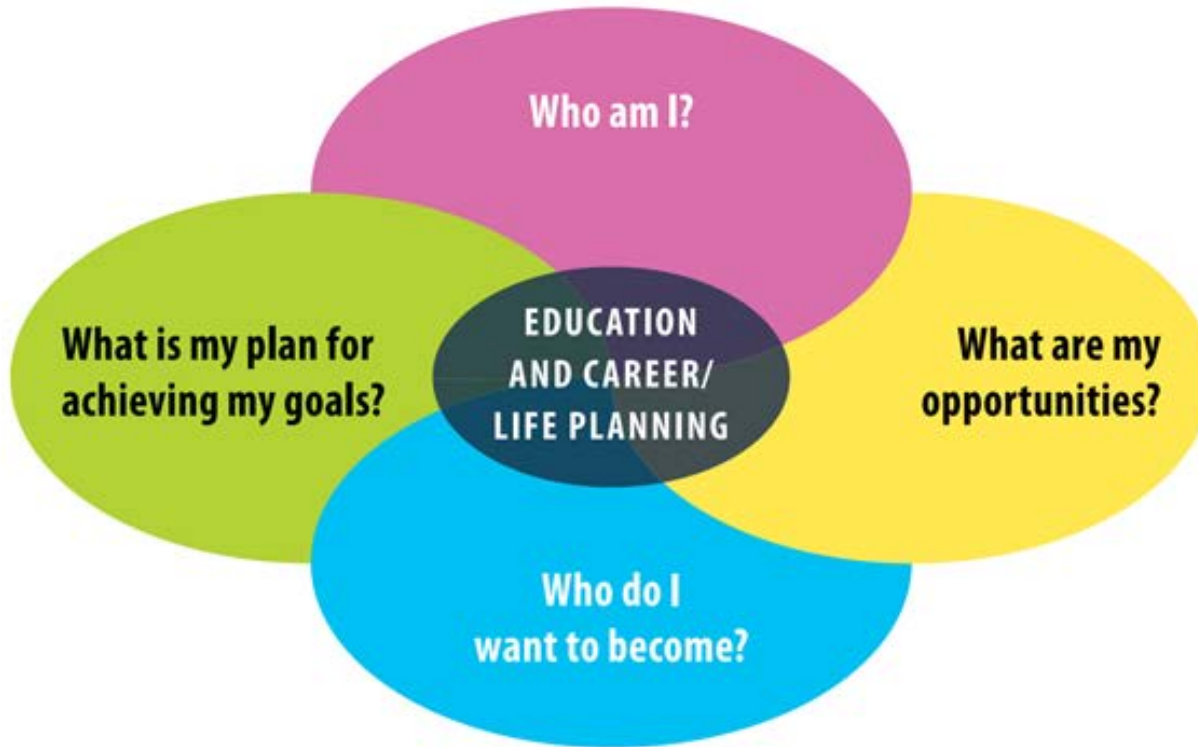 Who am I?
What is my plan for
achieving my goals?
EDUCATION
AND CAREER/
LIFE PLANNING
What are my
opportunities?
Who do I
want to become?